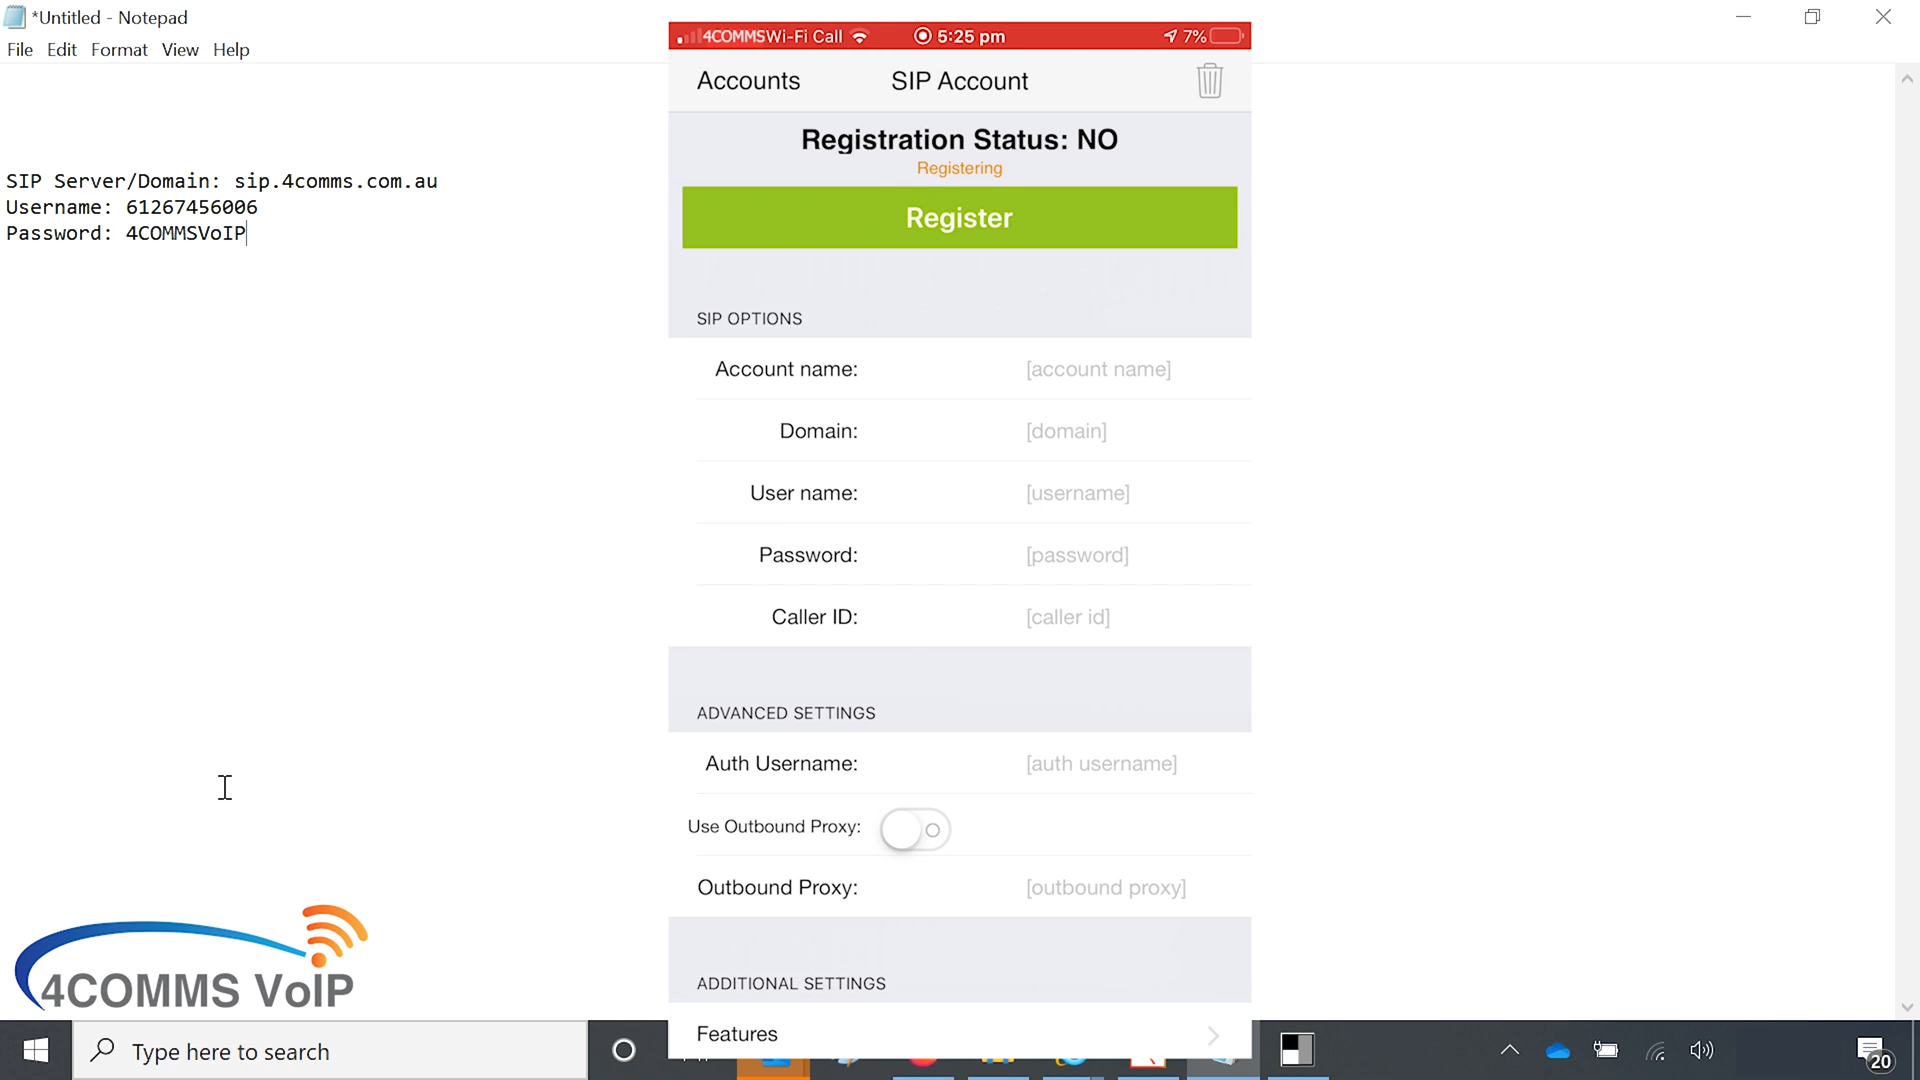 *Untitled - Notepad
File Edit Format View Help
SIP Server/Domain: sip.4comms.com.au
Username: 61267456006
Password: 4COMMSVoIP
4COMMSWi-Fi Call 5:25 pm 7%
Accounts SIP Account
Registration Status: NO
Registering
Register
SIP OPTIONS
Account name: [account name]
Domain: [domain]
User name: [username]
Password: [password]
Caller ID: [caller id]
ADVANCED SETTINGS
Auth Username: [auth username]
Use Outbound Proxy:
Outbound Proxy: [outbound proxy]
ADDITIONAL SETTINGS
Features
4COMMS VoIP
Type here to search
20